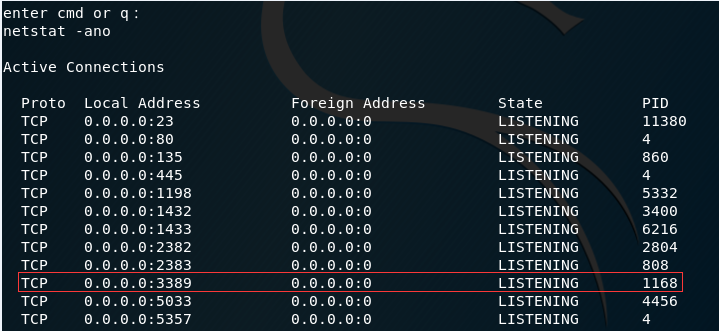 enter cmd or q：
netstat -ano
Active Connections
Proto  Local Address          Foreign Address        State           PID
TCP    0.0.0.0:23             0.0.0.0:0              LISTENING       11380
TCP    0.0.0.0:80             0.0.0.0:0              LISTENING       4
TCP    0.0.0.0:135            0.0.0.0:0              LISTENING       860
TCP    0.0.0.0:445            0.0.0.0:0              LISTENING       4
TCP    0.0.0.0:1198           0.0.0.0:0              LISTENING       5332
TCP    0.0.0.0:1432           0.0.0.0:0              LISTENING       3400
TCP    0.0.0.0:1433           0.0.0.0:0              LISTENING       6216
TCP    0.0.0.0:2382           0.0.0.0:0              LISTENING       2804
TCP    0.0.0.0:2383           0.0.0.0:0              LISTENING       808
TCP    0.0.0.0:3389           0.0.0.0:0              LISTENING       1168
TCP    0.0.0.0:5033           0.0.0.0:0              LISTENING       4456
TCP    0.0.0.0:5357           0.0.0.0:0              LISTENING       4